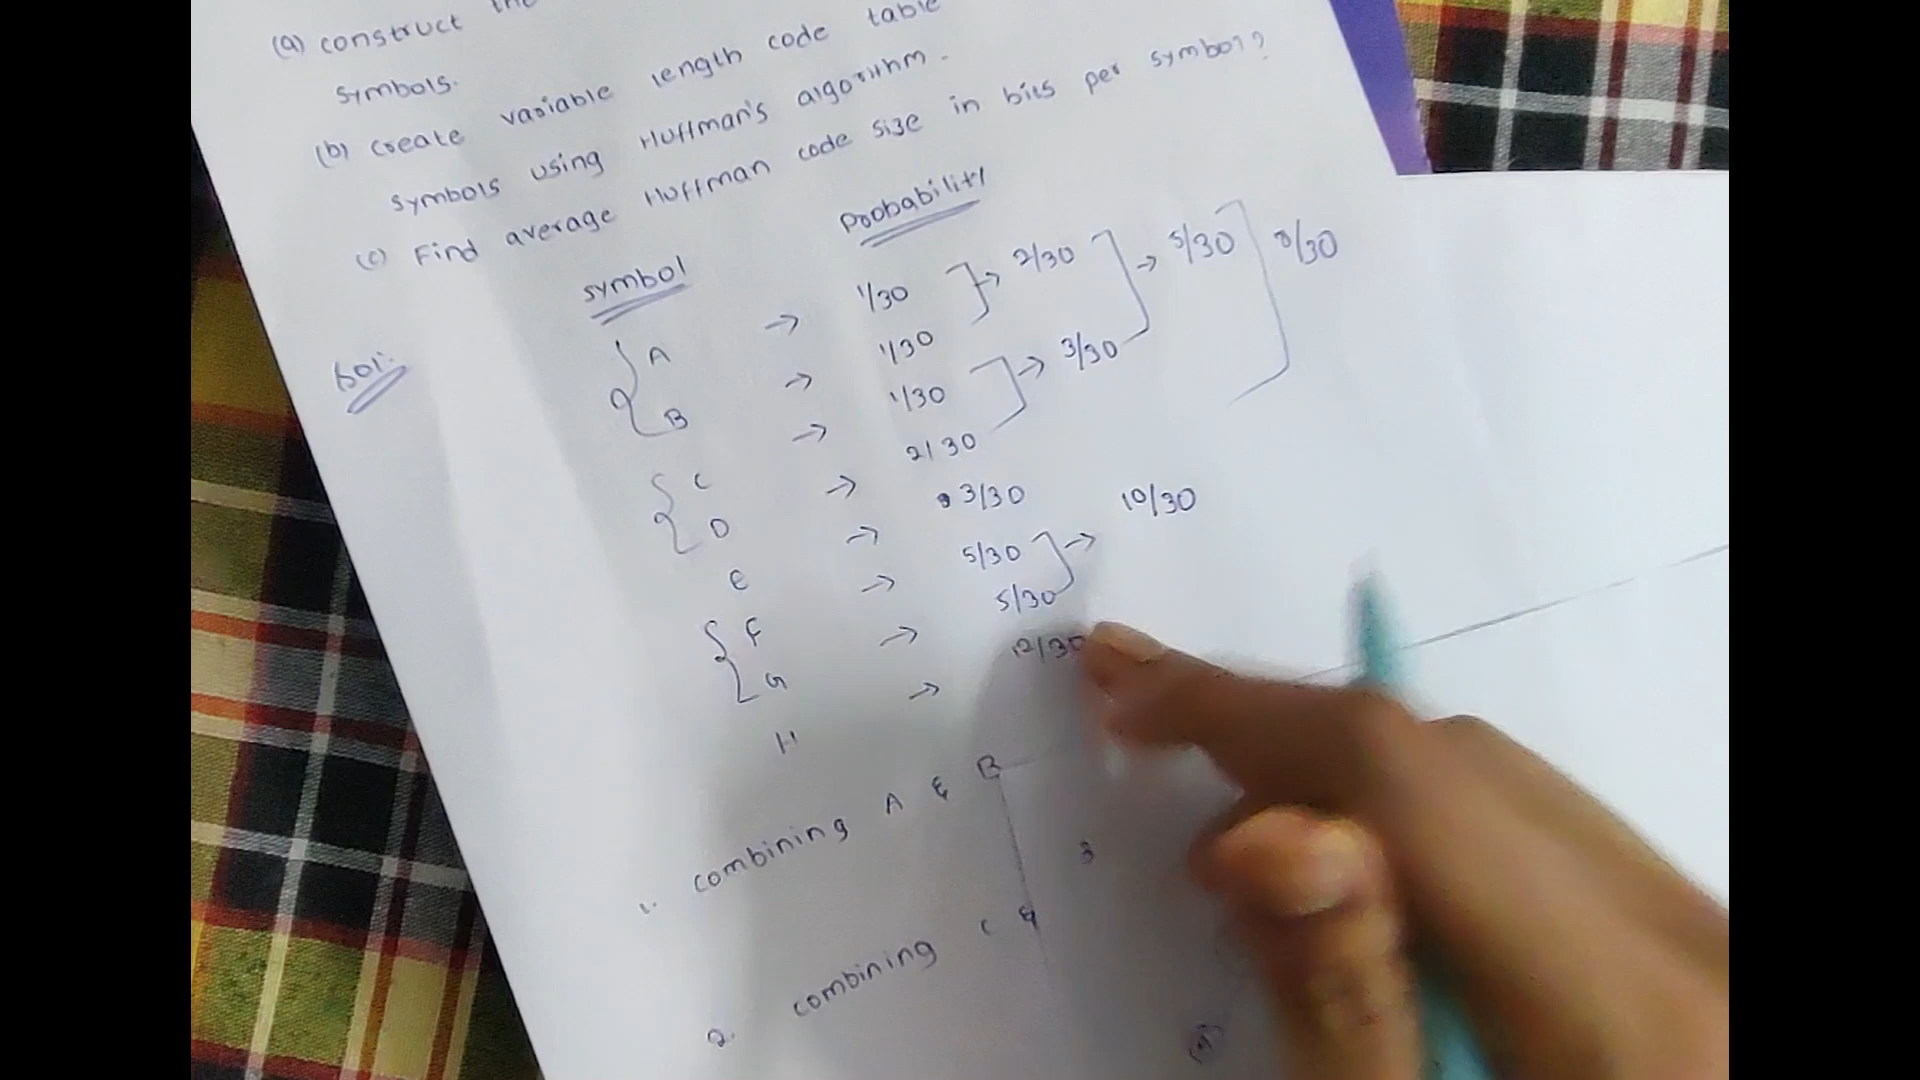 (a) construct the
symbols.
(b) create variable length code table
symbols using Huffman's algorithm.
(c) Find average Huffman code size in bits per symbol?
Sol:
symbol probability
A → 1/30 → 2/30 → 5/30 8/30
B → 1/30
C → 1/30 → 3/30
D → 2/30
E → 3/30
F → 5/30 → 10/30
G → 5/30
H → 12/30
1. combining A & B
3
2. combining C &